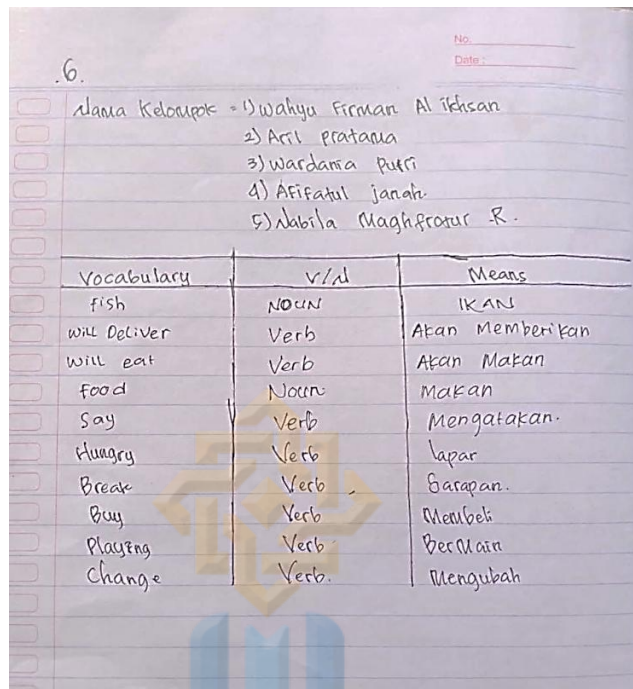 No.
Date :
.6.
Nama Kelompok = 1) Wahyu Firman Al ikhsan
2) Aril pratama
3) Wardania Putri
4) Afifatul janah.
5) Nabila Maghfrotur .R.
Vocabulary V/N Means
fish NOUN IKAN
Will Deliver Verb Akan Memberikan
Will eat Verb Akan Makan
Food Noun Makan
Say Verb Mengatakan.
Hungry Verb lapar
Break Verb Sarapan.
Buy Verb Membeli
Playing Verb BerMain
Change Verb. Mengubah